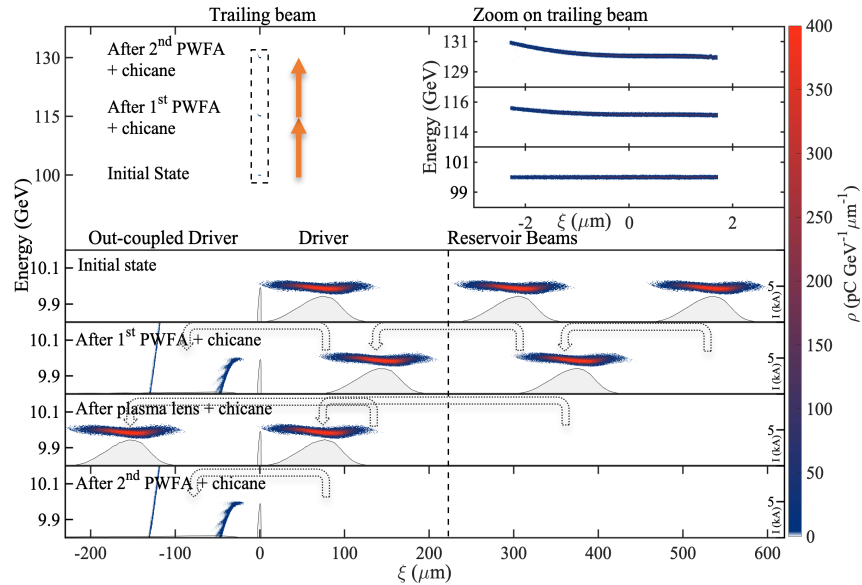 Trailing beam
Zoom on trailing beam
After 2nd PWFA
+ chicane
After 1st PWFA
+ chicane
Initial State
130
115
100
Energy (GeV)
131
129
116
114
101
99
Energy (GeV)
-2
0
2
ξ (μm)
400
350
300
250
200
150
100
50
0
ρ (pC GeV⁻¹ μm⁻¹)
Out-coupled Driver
Driver
Reservoir Beams
Initial state
10.1
9.9
5
I (kA)
After 1st PWFA + chicane
10.1
9.9
5
I (kA)
After plasma lens + chicane
10.1
9.9
5
I (kA)
After 2nd PWFA + chicane
10.1
9.9
5
I (kA)
-200
-100
0
100
200
300
400
500
600
ξ (μm)